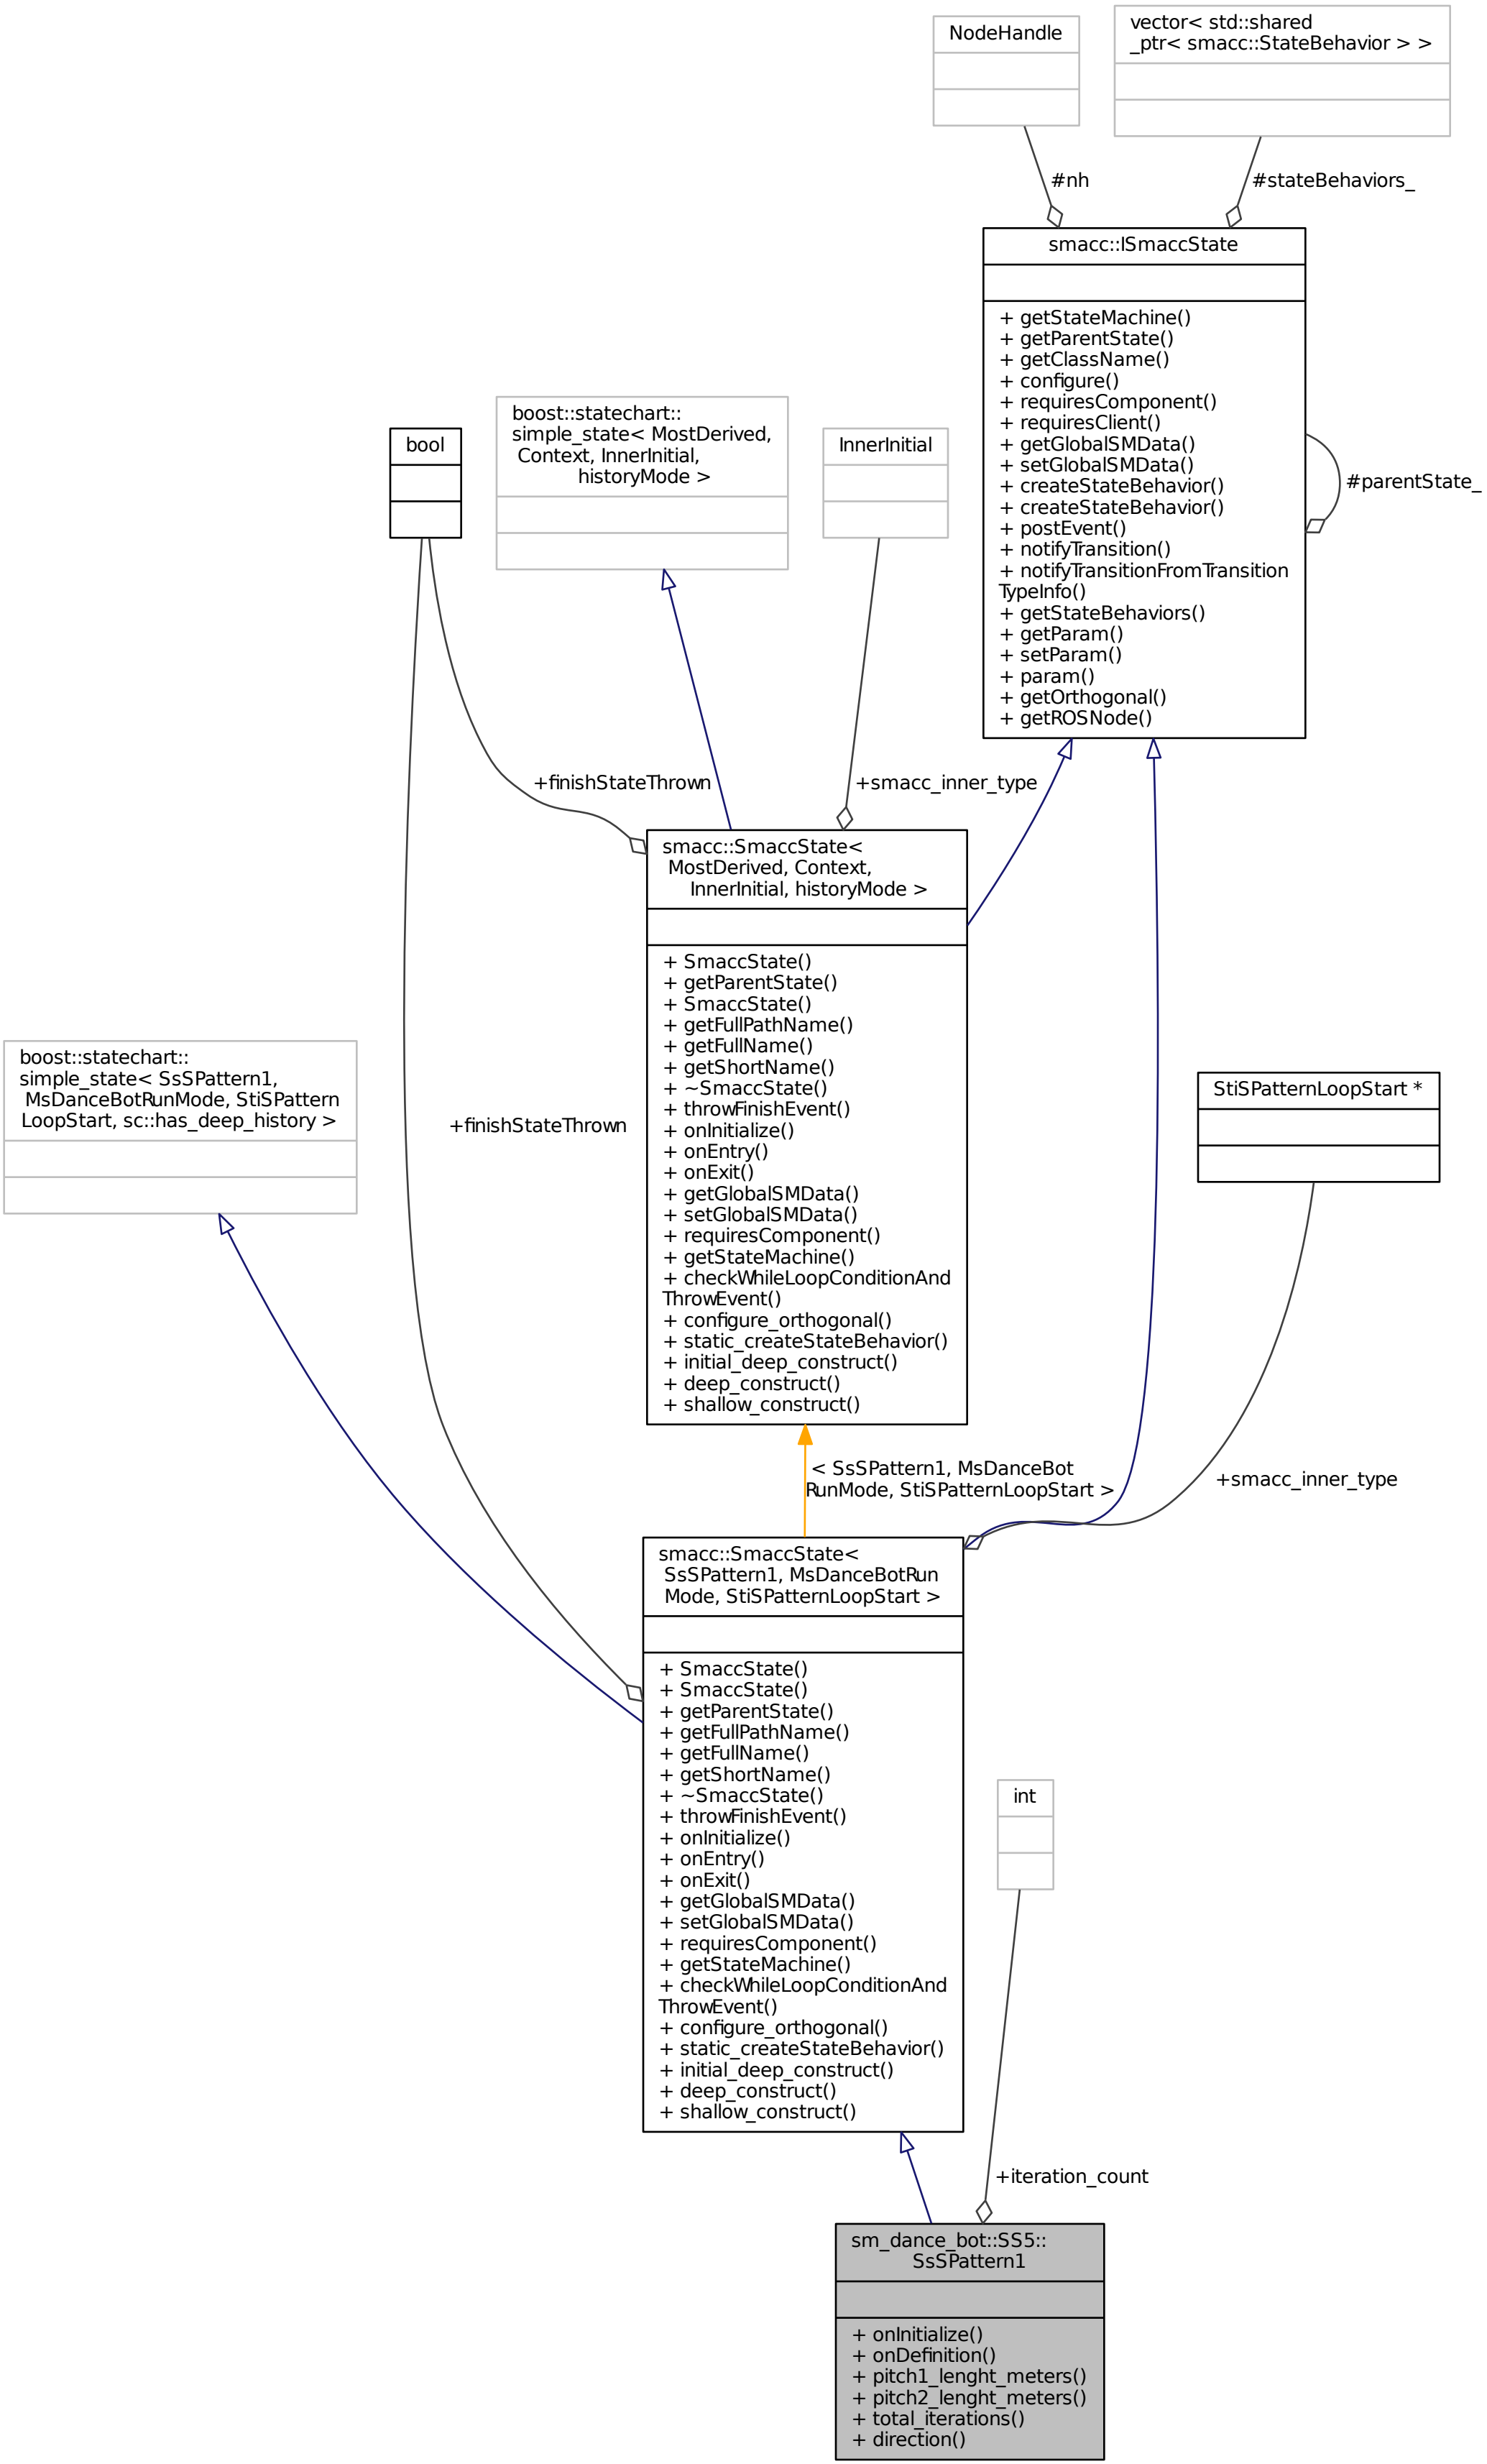 NodeHandle
vector< std::shared
_ptr< smacc::StateBehavior > >
#nh
#stateBehaviors_
smacc::ISmaccState
+ getStateMachine()
+ getParentState()
+ getClassName()
+ configure()
+ requiresComponent()
+ requiresClient()
+ getGlobalSMData()
+ setGlobalSMData()
+ createStateBehavior()
+ createStateBehavior()
+ postEvent()
+ notifyTransition()
+ notifyTransitionFromTransition
TypeInfo()
+ getStateBehaviors()
+ getParam()
+ setParam()
+ param()
+ getOrthogonal()
+ getROSNode()
#parentState_
bool
boost::statechart::
simple_state< MostDerived,
Context, InnerInitial,
historyMode >
InnerInitial
+finishStateThrown
+smacc_inner_type
smacc::SmaccState<
MostDerived, Context,
InnerInitial, historyMode >
+ SmaccState()
+ getParentState()
+ SmaccState()
+ getFullPathName()
+ getFullName()
+ getShortName()
+ ~SmaccState()
+ throwFinishEvent()
+ onInitialize()
+ onEntry()
+ onExit()
+ getGlobalSMData()
+ setGlobalSMData()
+ requiresComponent()
+ getStateMachine()
+ checkWhileLoopConditionAnd
ThrowEvent()
+ configure_orthogonal()
+ static_createStateBehavior()
+ initial_deep_construct()
+ deep_construct()
+ shallow_construct()
boost::statechart::
simple_state< SsSPattern1,
MsDanceBotRunMode, StiSPattern
LoopStart, sc::has_deep_history >
+finishStateThrown
StiSPatternLoopStart *
< SsSPattern1, MsDanceBot
RunMode, StiSPatternLoopStart >
+smacc_inner_type
smacc::SmaccState<
SsSPattern1, MsDanceBotRun
Mode, StiSPatternLoopStart >
+ SmaccState()
+ SmaccState()
+ getParentState()
+ getFullPathName()
+ getFullName()
+ getShortName()
+ ~SmaccState()
+ throwFinishEvent()
+ onInitialize()
+ onEntry()
+ onExit()
+ getGlobalSMData()
+ setGlobalSMData()
+ requiresComponent()
+ getStateMachine()
+ checkWhileLoopConditionAnd
ThrowEvent()
+ configure_orthogonal()
+ static_createStateBehavior()
+ initial_deep_construct()
+ deep_construct()
+ shallow_construct()
int
+iteration_count
sm_dance_bot::SS5::
SsSPattern1
+ onInitialize()
+ onDefinition()
+ pitch1_lenght_meters()
+ pitch2_lenght_meters()
+ total_iterations()
+ direction()